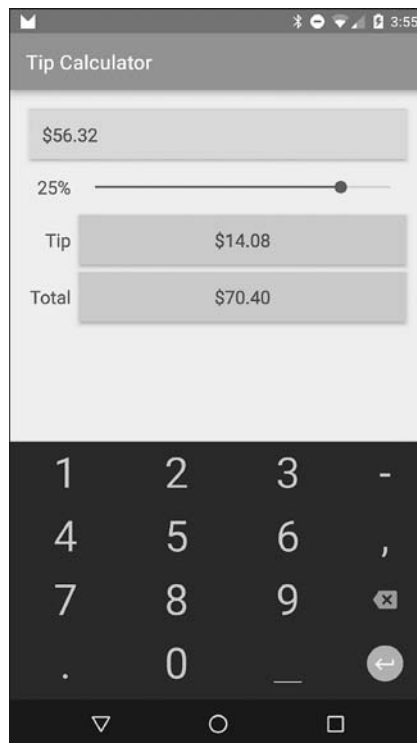 3:55
Tip Calculator
$56.32
25%
Tip $14.08
Total $70.40
1 2 3 -
4 5 6 ,
7 8 9
. 0 _